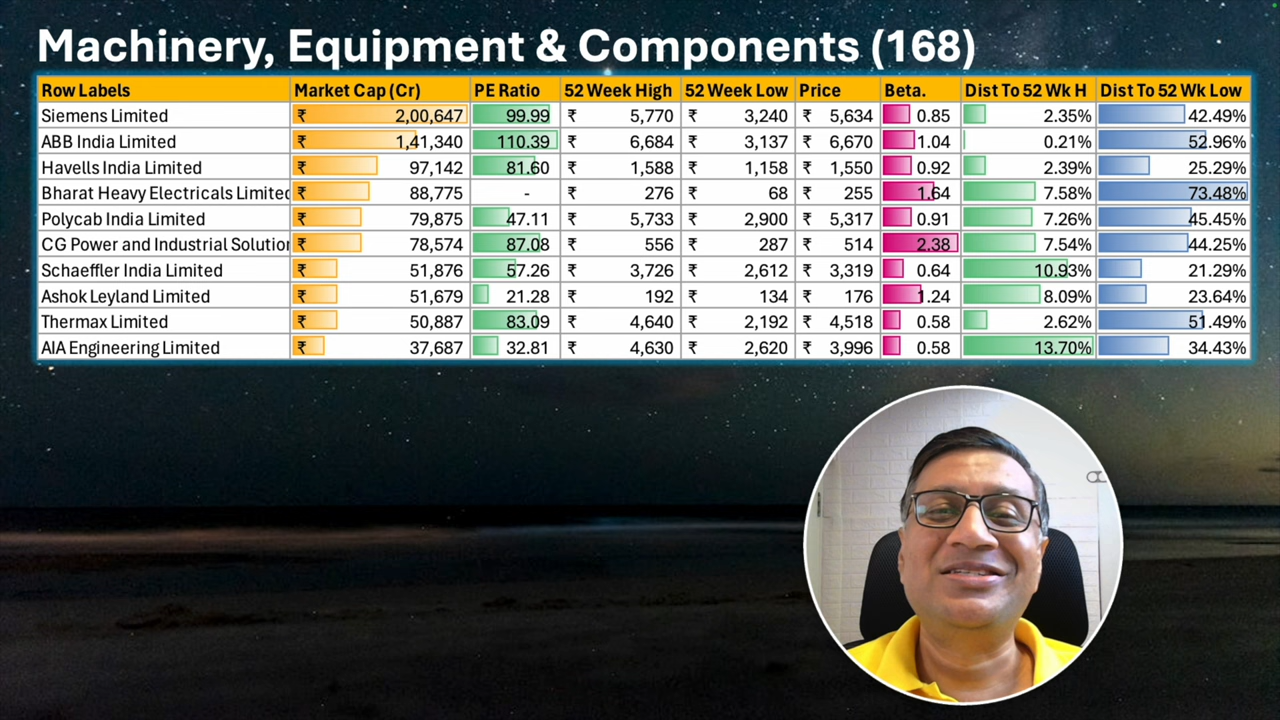 Machinery, Equipment & Components (168)
Row Labels Market Cap (Cr) PE Ratio 52 Week High 52 Week Low Price Beta. Dist To 52 Wk H Dist To 52 Wk Low
Siemens Limited ₹ 2,00,647 99.99 ₹ 5,770 ₹ 3,240 ₹ 5,634 0.85 2.35% 42.49%
ABB India Limited ₹ 1,41,340 110.39 ₹ 6,684 ₹ 3,137 ₹ 6,670 1.04 0.21% 52.96%
Havells India Limited ₹ 97,142 81.60 ₹ 1,588 ₹ 1,158 ₹ 1,550 0.92 2.39% 25.29%
Bharat Heavy Electricals Limited ₹ 88,775 - ₹ 276 ₹ 68 ₹ 255 1.64 7.58% 73.48%
Polycab India Limited ₹ 79,875 47.11 ₹ 5,733 ₹ 2,900 ₹ 5,317 0.91 7.26% 45.45%
CG Power and Industrial Solution ₹ 78,574 87.08 ₹ 556 ₹ 287 ₹ 514 2.38 7.54% 44.25%
Schaeffler India Limited ₹ 51,876 57.26 ₹ 3,726 ₹ 2,612 ₹ 3,319 0.64 10.93% 21.29%
Ashok Leyland Limited ₹ 51,679 21.28 ₹ 192 ₹ 134 ₹ 176 1.24 8.09% 23.64%
Thermax Limited ₹ 50,887 83.09 ₹ 4,640 ₹ 2,192 ₹ 4,518 0.58 2.62% 51.49%
AIA Engineering Limited ₹ 37,687 32.81 ₹ 4,630 ₹ 2,620 ₹ 3,996 0.58 13.70% 34.43%